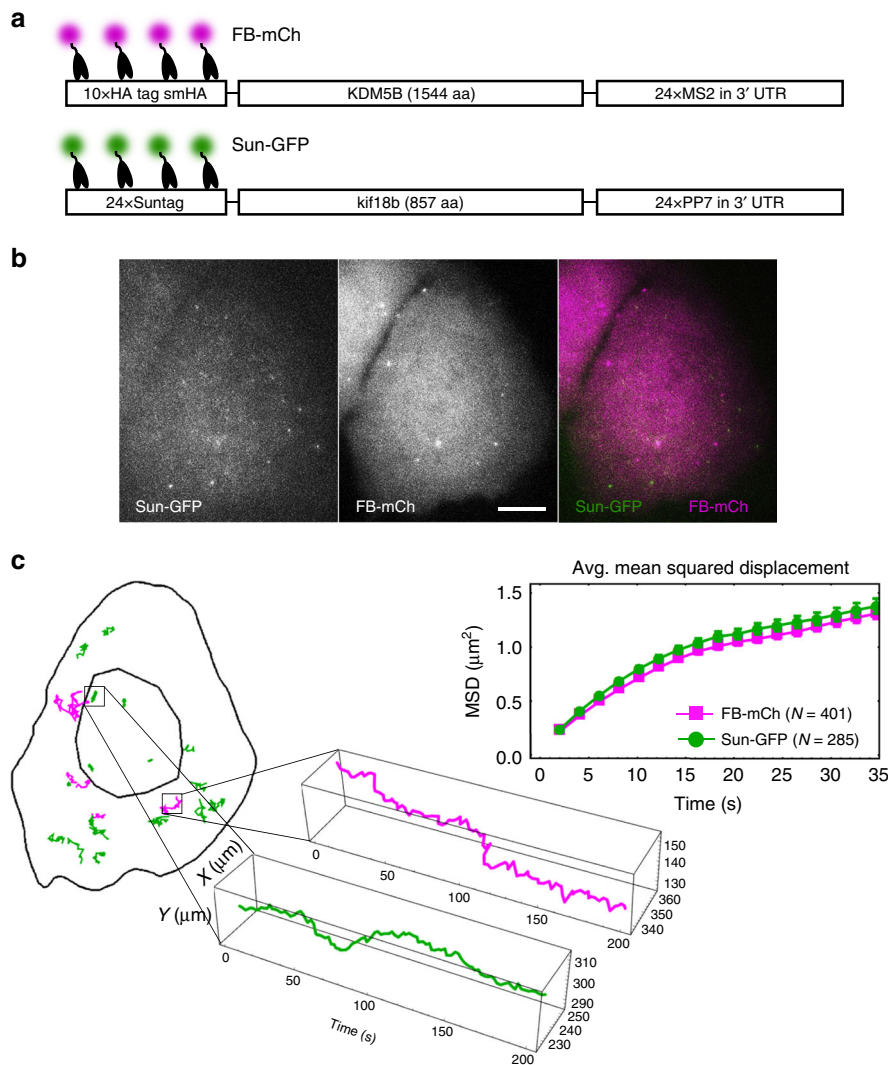 a
FB-mCh
10×HA tag smHA
KDM5B (1544 aa)
24×MS2 in 3′ UTR
Sun-GFP
24×Suntag
kif18b (857 aa)
24×PP7 in 3′ UTR
b
Sun-GFP
FB-mCh
Sun-GFP
FB-mCh
c
Avg. mean squared displacement
MSD (μm²)
1.5
1.0
0.5
0.0
FB-mCh (N = 401)
Sun-GFP (N = 285)
0 5 10 15 20 25 30 35
Time (s)
0
50
100
150
200
150
140
130
360
350
340
X (μm)
Y (μm)
0
50
100
150
200
310
300
290
250
240
230
Time (s)